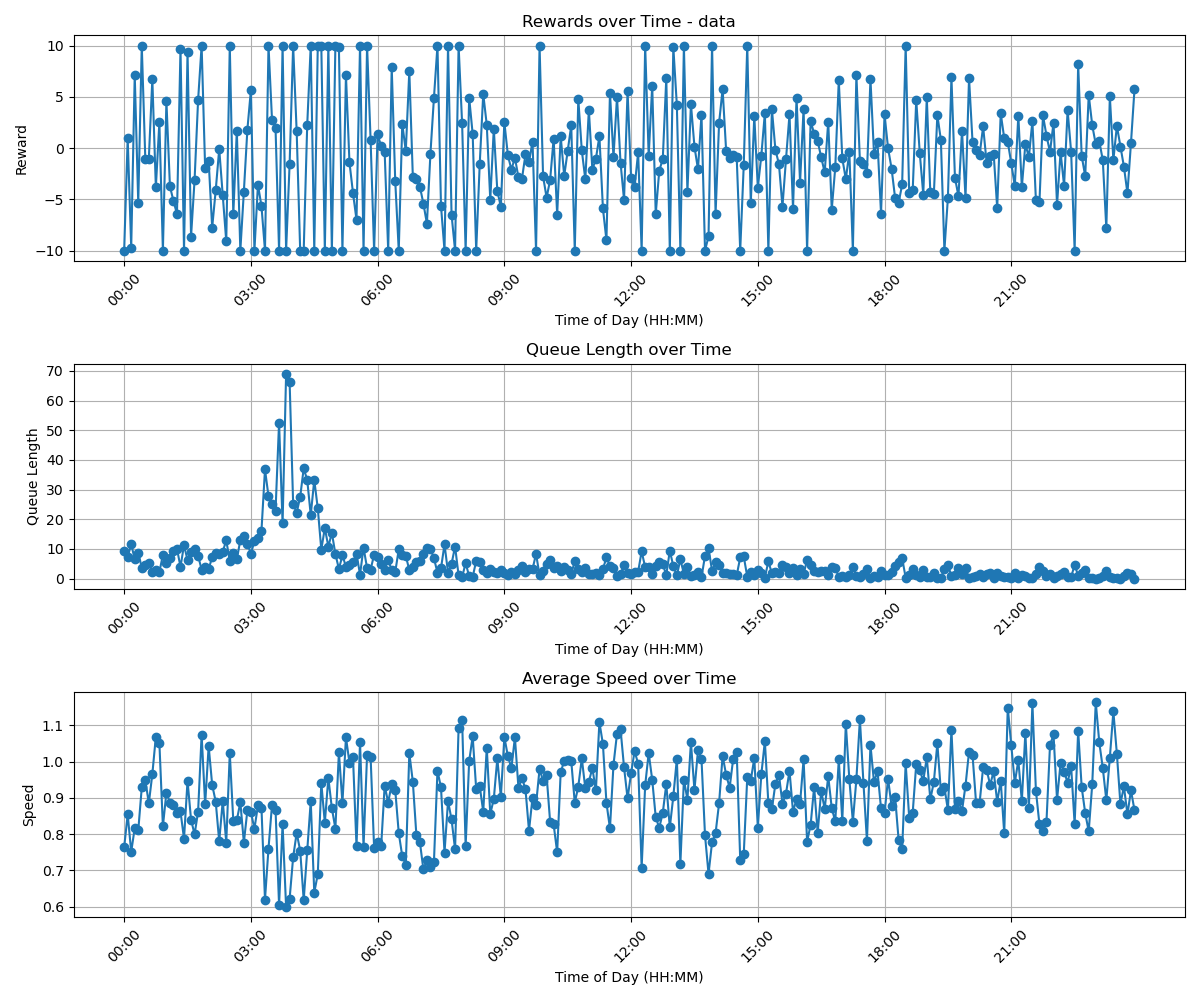 Rewards over Time - data
10
5
0
−5
−10
Reward
00:00 03:00 06:00 09:00 12:00 15:00 18:00 21:00
Time of Day (HH:MM)
Queue Length over Time
70
60
50
40
30
20
10
0
Queue Length
00:00 03:00 06:00 09:00 12:00 15:00 18:00 21:00
Time of Day (HH:MM)
Average Speed over Time
1.1
1.0
0.9
0.8
0.7
0.6
Speed
00:00 03:00 06:00 09:00 12:00 15:00 18:00 21:00
Time of Day (HH:MM)